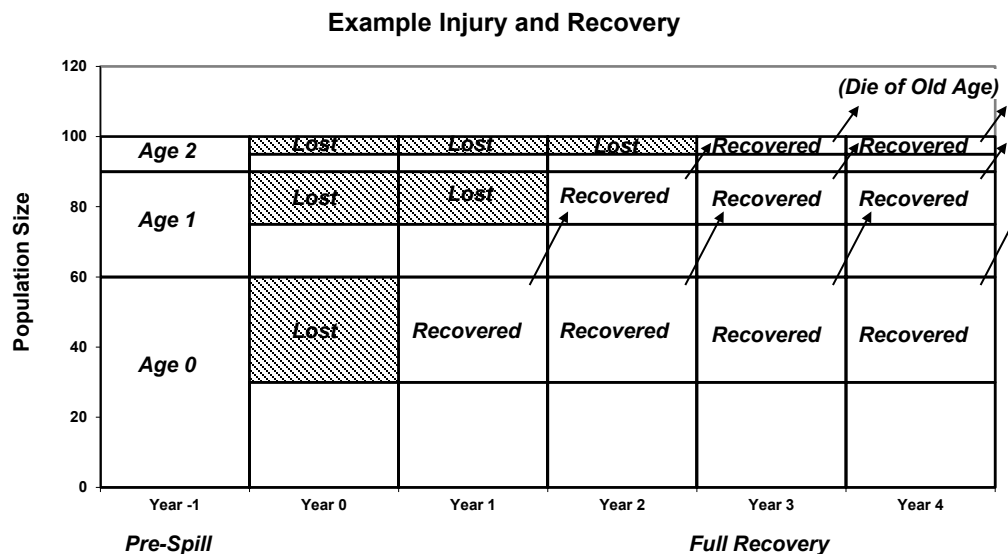 Example Injury and Recovery
Population Size
120
100
80
60
40
20
0
(Die of Old Age)
Age 2
Lost
Lost
Lost
Recovered
Recovered
Age 1
Lost
Lost
Recovered
Recovered
Recovered
Age 0
Lost
Recovered
Recovered
Recovered
Recovered
Year -1
Year 0
Year 1
Year 2
Year 3
Year 4
Pre-Spill
Full Recovery